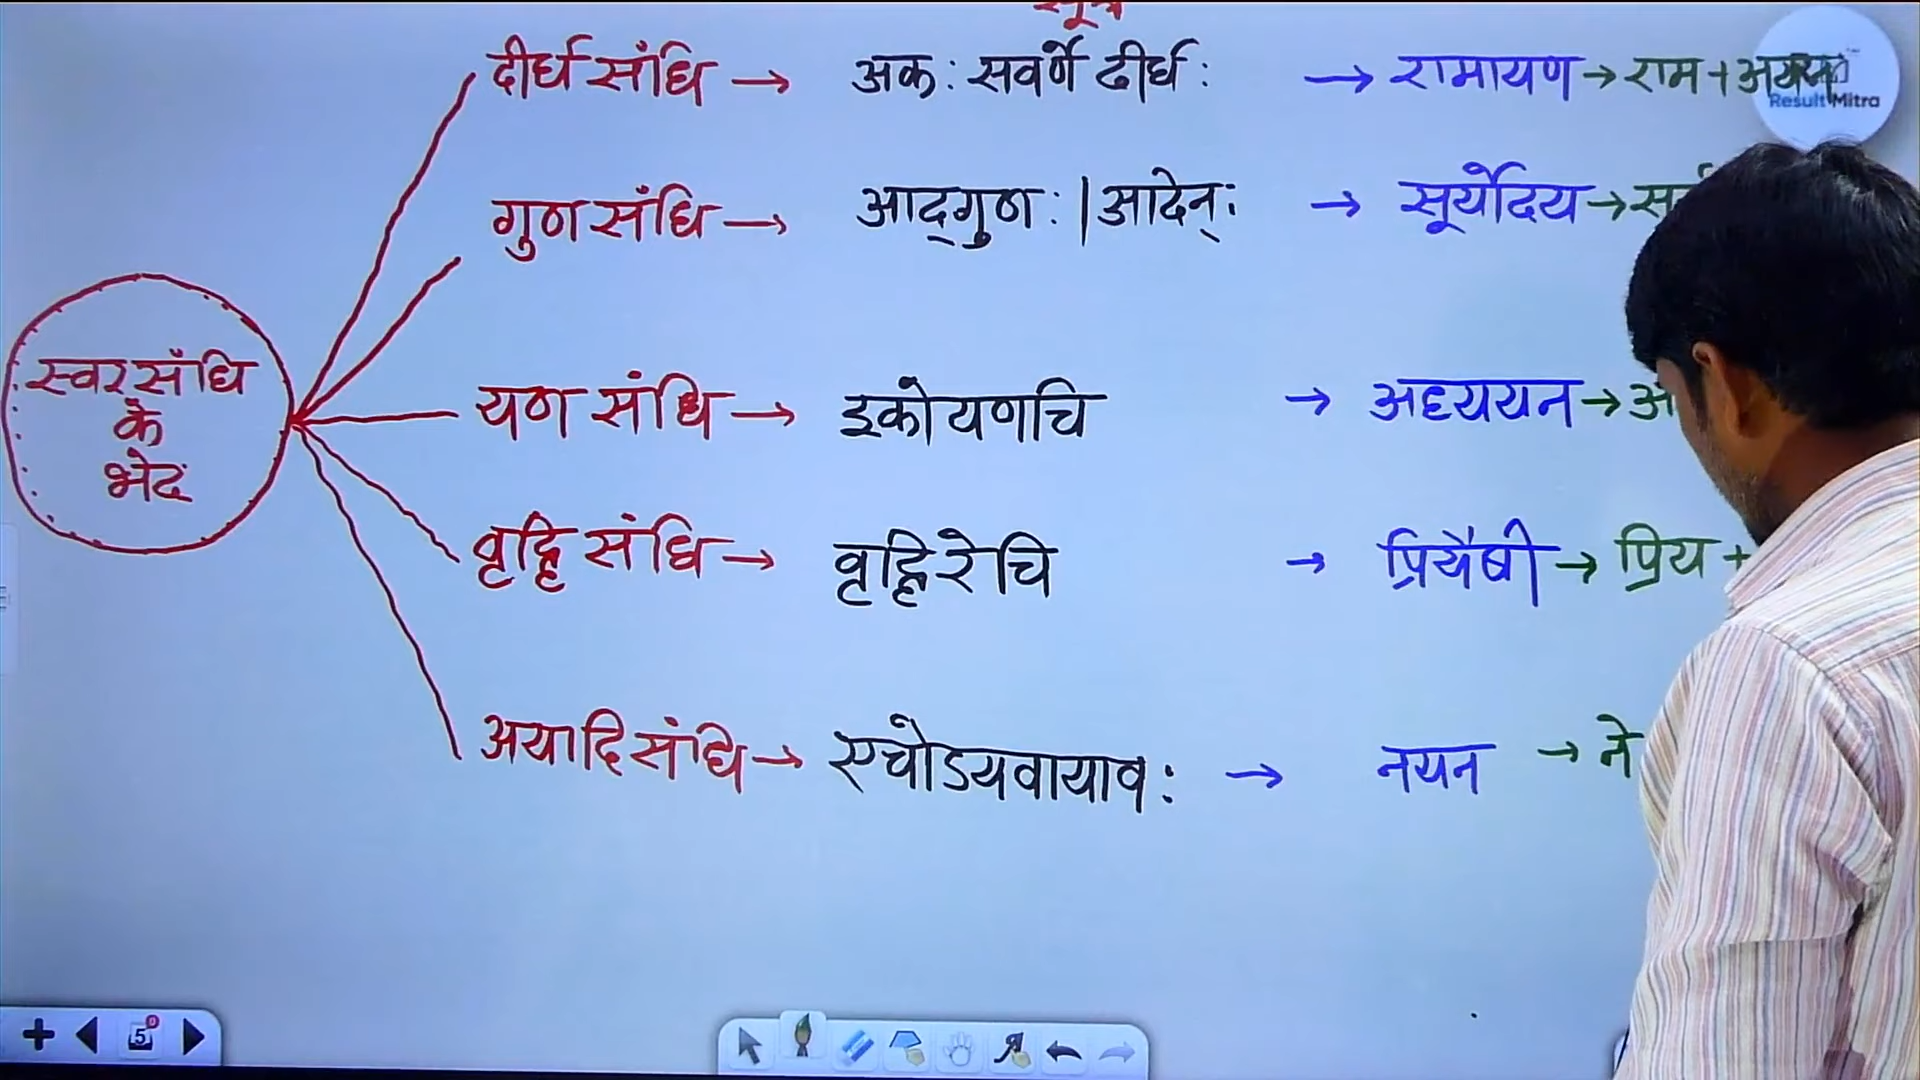 सूत्र
दीर्घ संधि → अक: सवर्णे दीर्घ: → रामायण → राम + अयन
Result Mitra
गुण संधि → आद्गुण: | आदेन्: → सूर्योदय →
स्वर संधि
के
भेद
यण संधि → इकोयणचि → अध्ययन → अ
वृद्धि संधि → वृद्धिरेचि → प्रियैषी → प्रिय +
अयादि संधि → एचोऽयवायाव: → नयन → ने
5